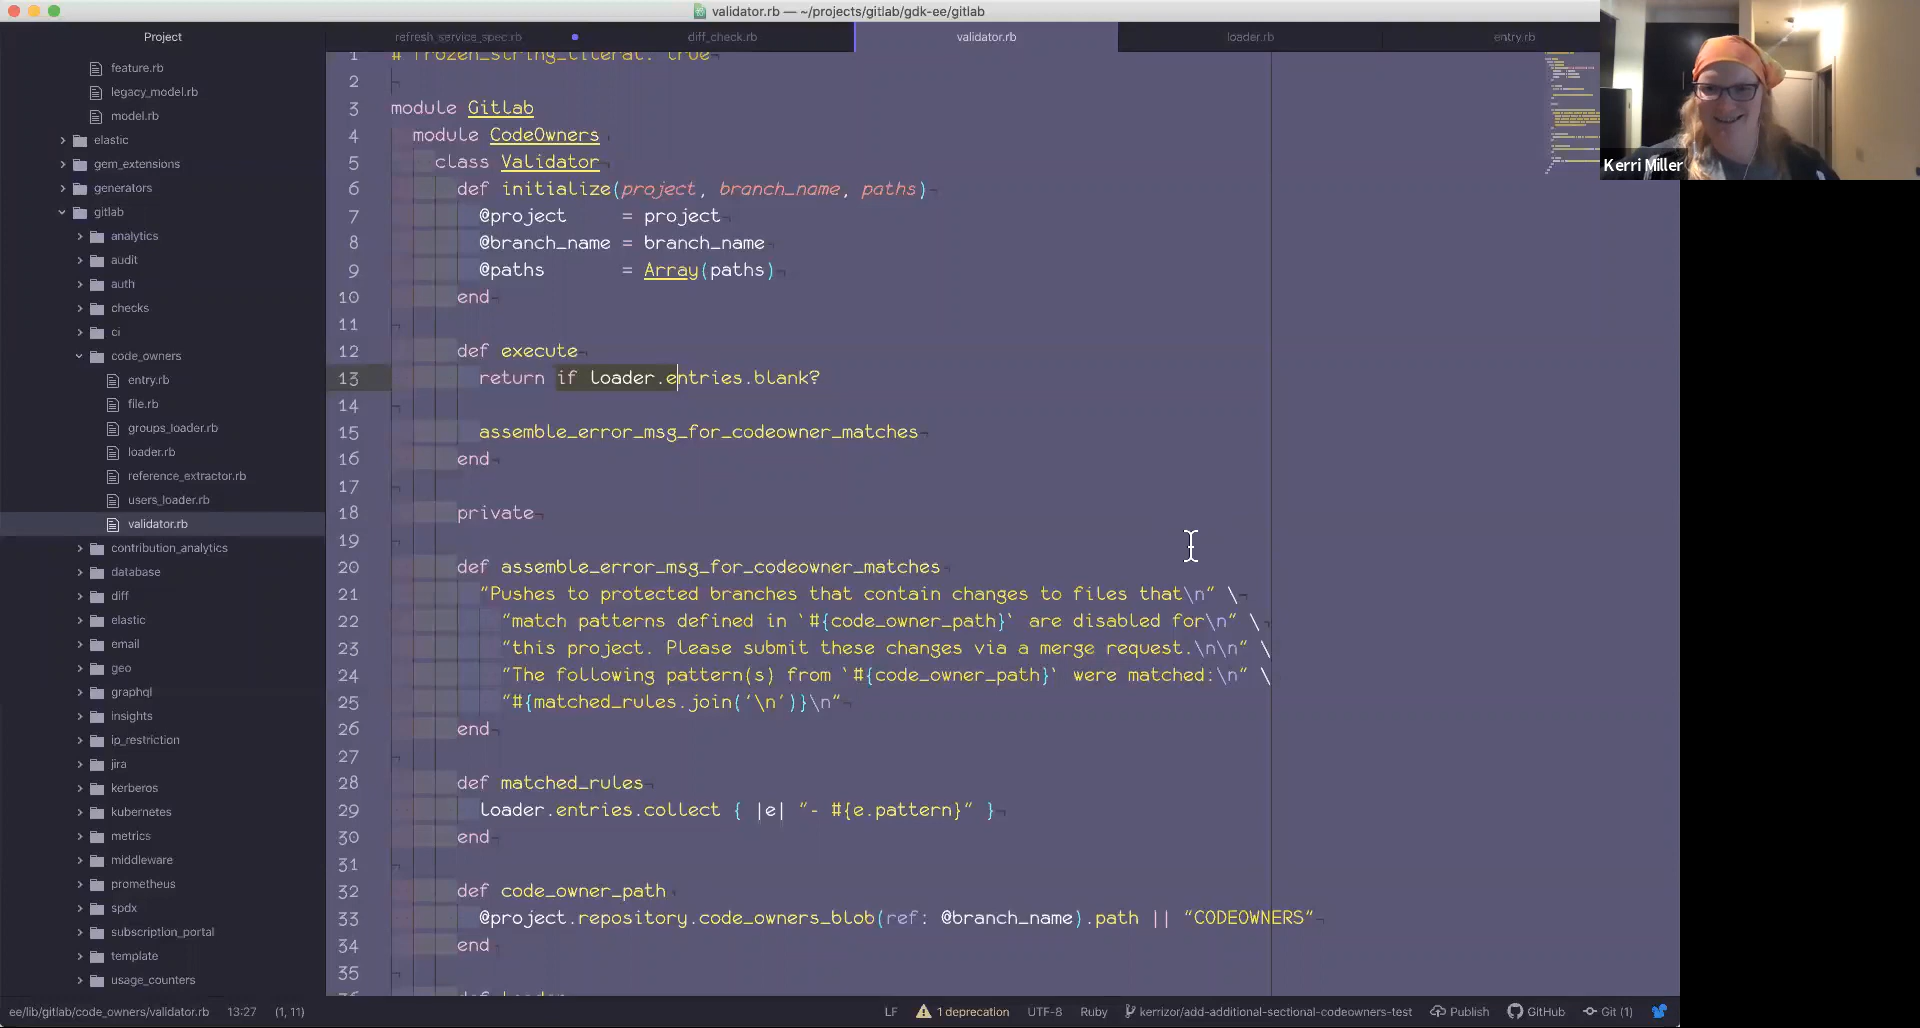 validator.rb — ~/projects/gitlab/gdk-ee/gitlab
Project
refresh_service_spec.rb
diff_check.rb
validator.rb
loader.rb
entry.rb
feature.rb
legacy_model.rb
model.rb
elastic
gem_extensions
generators
gitlab
analytics
audit
auth
checks
ci
code_owners
entry.rb
file.rb
groups_loader.rb
loader.rb
reference_extractor.rb
users_loader.rb
validator.rb
contribution_analytics
database
diff
elastic
email
geo
graphql
insights
ip_restriction
jira
kerberos
kubernetes
metrics
middleware
prometheus
spdx
subscription_portal
template
usage_counters
1 # frozen_string_literal: true
2
3 module Gitlab
4 module CodeOwners
5 class Validator
6 def initialize(project, branch_name, paths)
7 @project = project
8 @branch_name = branch_name
9 @paths = Array(paths)
10 end
11
12 def execute
13 return if loader.entries.blank?
14
15 assemble_error_msg_for_codeowner_matches
16 end
17
18 private
19
20 def assemble_error_msg_for_codeowner_matches
21 "Pushes to protected branches that contain changes to files that\n" \
22 "match patterns defined in `#{code_owner_path}` are disabled for\n" \
23 "this project. Please submit these changes via a merge request.\n\n" \
24 "The following pattern(s) from `#{code_owner_path}` were matched:\n" \
25 "#{matched_rules.join('\n')}\n"
26 end
27
28 def matched_rules
29 loader.entries.collect { |e| "- #{e.pattern}" }
30 end
31
32 def code_owner_path
33 @project.repository.code_owners_blob(ref: @branch_name).path || "CODEOWNERS"
34 end
35
Kerri Miller
ee/lib/gitlab/code_owners/validator.rb 13:27 (1, 11)
LF 1 deprecation UTF-8 Ruby kerrizor/add-additional-sectional-codeowners-test Publish GitHub Git (1)